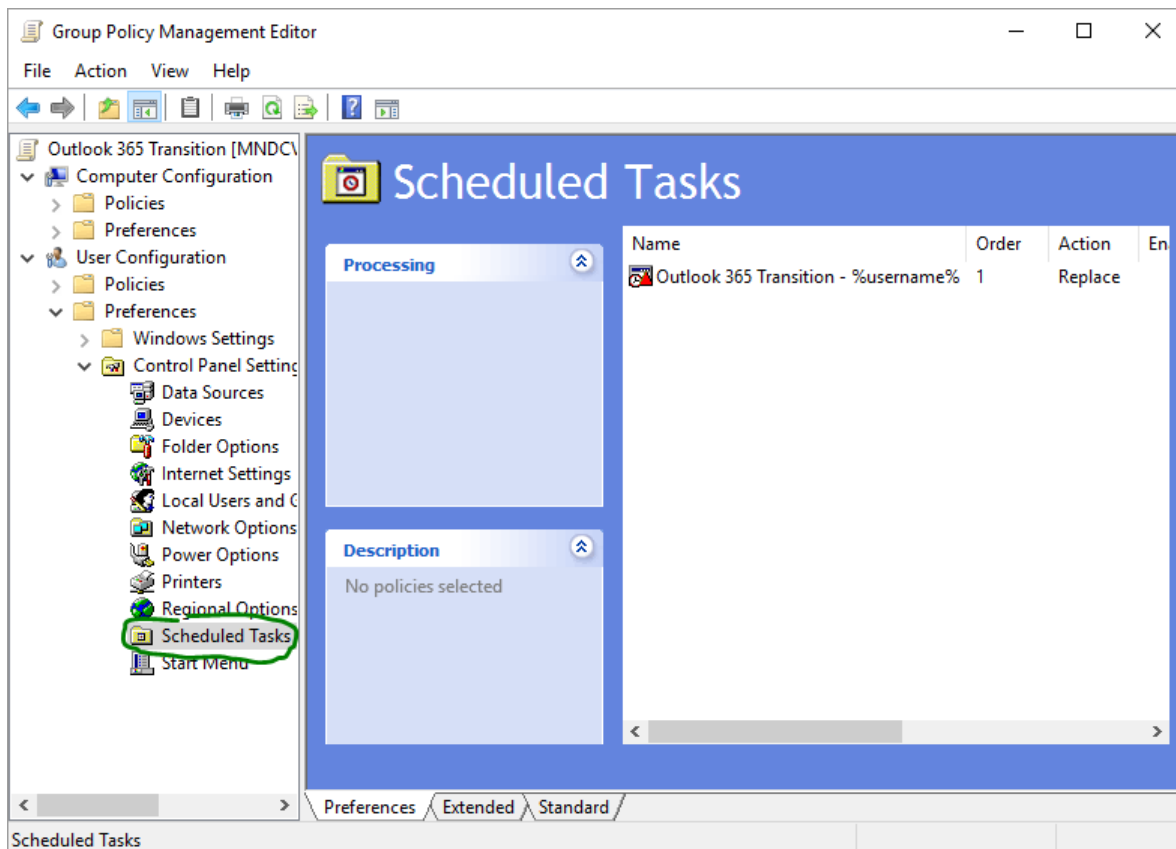 Group Policy Management Editor
File Action View Help
Outlook 365 Transition [MNDCV
Computer Configuration
Policies
Preferences
User Configuration
Policies
Preferences
Windows Settings
Control Panel Setting
Data Sources
Devices
Folder Options
Internet Settings
Local Users and G
Network Options
Power Options
Printers
Regional Options
Scheduled Tasks
Start Menu
Scheduled Tasks
Processing
Description
No policies selected
Name Order Action En
Outlook 365 Transition - %username% 1 Replace
Preferences Extended Standard
Scheduled Tasks